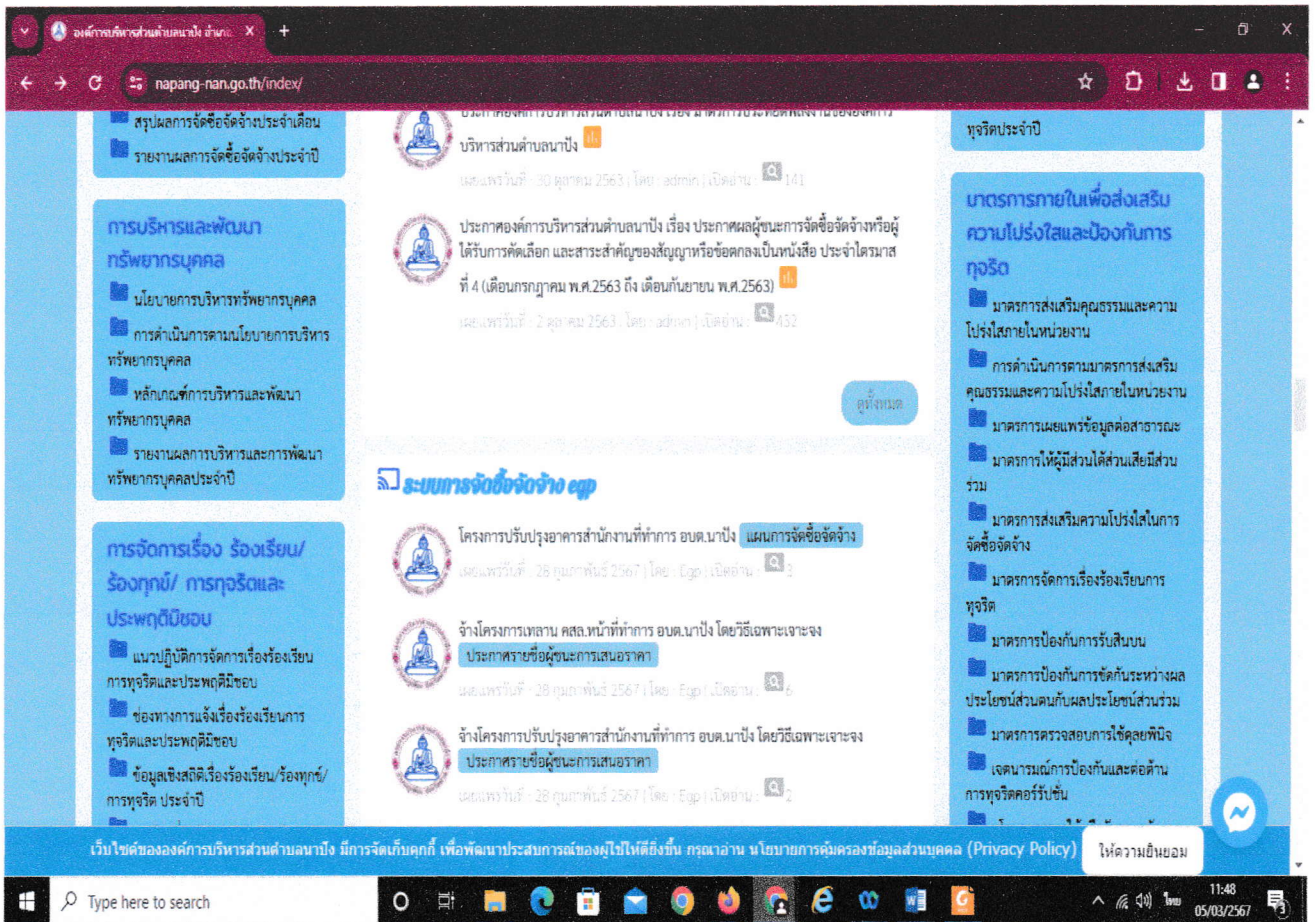 องค์การบริหารส่วนตำบลนาปัง อำเภ
napang-nan.go.th/index/
สรุปผลการจัดซื้อจัดจ้างประจำเดือน
รายงานผลการจัดซื้อจัดจ้างประจำปี
การบริหารและพัฒนา
ทรัพยากรบุคคล
นโยบายการบริหารทรัพยากรบุคคล
การดำเนินการตามนโยบายการบริหาร
ทรัพยากรบุคคล
หลักเกณฑ์การบริหารและพัฒนา
ทรัพยากรบุคคล
รายงานผลการบริหารและการพัฒนา
ทรัพยากรบุคคลประจำปี
การจัดการเรื่อง ร้องเรียน/
ร้องทุกข์/ การทุจริตและ
ประพฤติมิชอบ
แนวปฏิบัติการจัดการเรื่องร้องเรียน
การทุจริตและประพฤติมิชอบ
ช่องทางการแจ้งเรื่องร้องเรียนการ
ทุจริตและประพฤติมิชอบ
ข้อมูลเชิงสถิติเรื่องร้องเรียน/ร้องทุกข์/
การทุจริต ประจำปี
ประกาศองค์การบริหารส่วนตำบลนาปัง เรื่อง มาตรการประหยัดพลังงานขององค์การ
บริหารส่วนตำบลนาปัง
เผยแพร่วันที่ : 30 ตุลาคม 2563 | โดย : admin | เปิดอ่าน : 141
ประกาศองค์การบริหารส่วนตำบลนาปัง เรื่อง ประกาศผลผู้ชนะการจัดซื้อจัดจ้างหรือผู้
ได้รับการคัดเลือก และสาระสำคัญของสัญญาหรือข้อตกลงเป็นหนังสือ ประจำไตรมาส
ที่ 4 (เดือนกรกฎาคม พ.ศ.2563 ถึง เดือนกันยายน พ.ศ.2563)
เผยแพร่วันที่ : 2 ตุลาคม 2563 | โดย : admin | เปิดอ่าน : 452
ดูทั้งหมด
ระบบการจัดซื้อจัดจ้าง egp
โครงการปรับปรุงอาคารสำนักงานที่ทำการ อบต.นาปัง แผนการจัดซื้อจัดจ้าง
เผยแพร่วันที่ : 28 กุมภาพันธ์ 2567 | โดย : Egp | เปิดอ่าน : 3
จ้างโครงการเทลาน คสล.หน้าที่ทำการ อบต.นาปัง โดยวิธีเฉพาะเจาะจง
ประกาศรายชื่อผู้ชนะการเสนอราคา
เผยแพร่วันที่ : 28 กุมภาพันธ์ 2567 | โดย : Egp | เปิดอ่าน : 6
จ้างโครงการปรับปรุงอาคารสำนักงานที่ทำการ อบต.นาปัง โดยวิธีเฉพาะเจาะจง
ประกาศรายชื่อผู้ชนะการเสนอราคา
เผยแพร่วันที่ : 28 กุมภาพันธ์ 2567 | โดย : Egp | เปิดอ่าน : 2
ทุจริตประจำปี
มาตรการภายในเพื่อส่งเสริม
ความโปร่งใสและป้องกันการ
ทุจริต
มาตรการส่งเสริมคุณธรรมและความ
โปร่งใสภายในหน่วยงาน
การดำเนินการตามมาตรการส่งเสริม
คุณธรรมและความโปร่งใสภายในหน่วยงาน
มาตรการเผยแพร่ข้อมูลต่อสาธารณะ
มาตรการให้ผู้มีส่วนได้ส่วนเสียมีส่วน
ร่วม
มาตรการส่งเสริมความโปร่งใสในการ
จัดซื้อจัดจ้าง
มาตรการจัดการเรื่องร้องเรียนการ
ทุจริต
มาตรการป้องกันการรับสินบน
มาตรการป้องกันการขัดกันระหว่างผล
ประโยชน์ส่วนตนกับผลประโยชน์ส่วนร่วม
มาตรการตรวจสอบการใช้ดุลยพินิจ
เจตนารมณ์การป้องกันและต่อต้าน
การทุจริตคอร์รัปชั่น
เว็บไซต์ขององค์การบริหารส่วนตำบลนาปัง มีการจัดเก็บคุกกี้ เพื่อพัฒนาประสบการณ์ของผู้ใช้ให้ดียิ่งขึ้น กรุณาอ่าน นโยบายการคุ้มครองข้อมูลส่วนบุคคล (Privacy Policy) ให้ความยินยอม
Type here to search
ไทย
11:48
05/03/2567
3